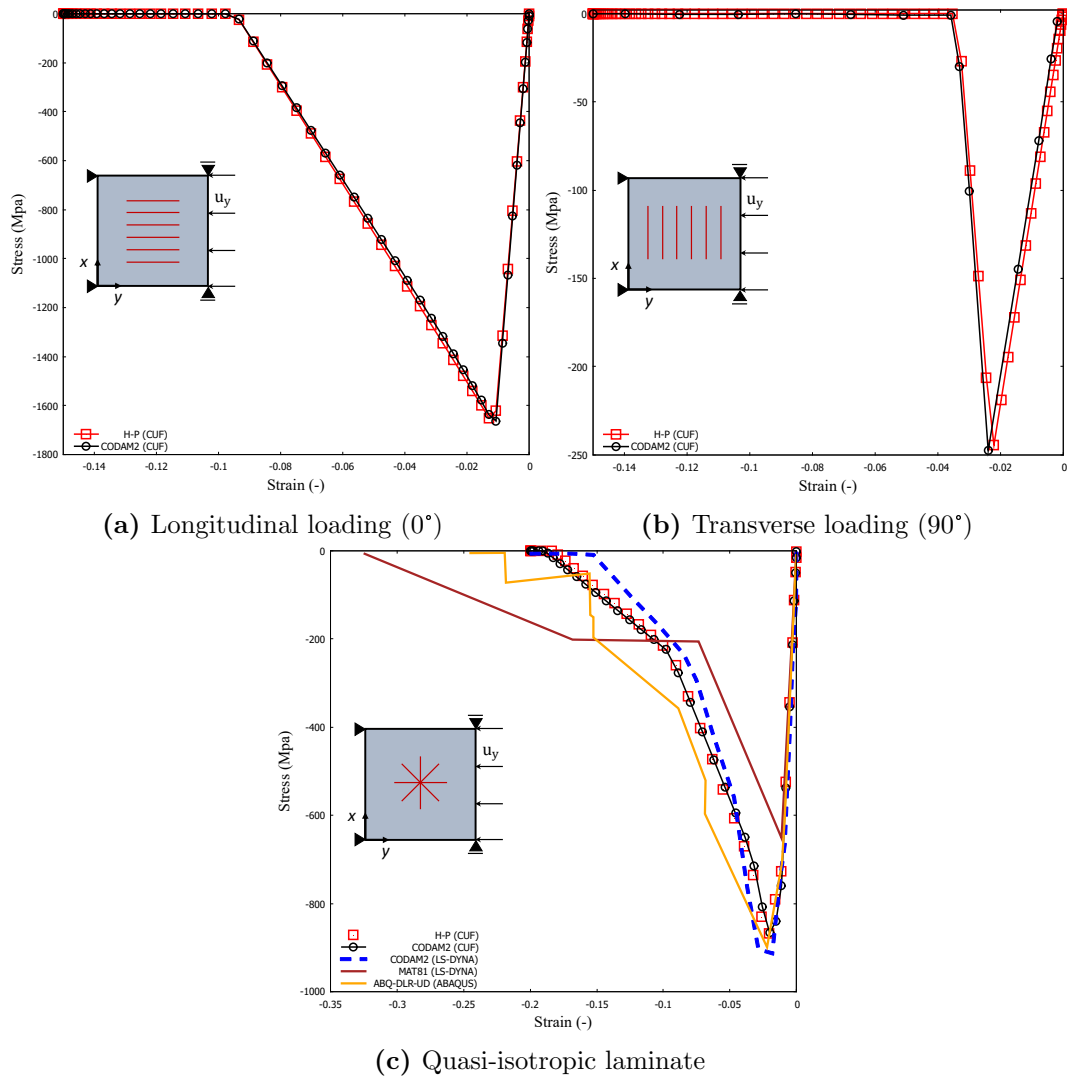 0
-200
-400
-600
-800
-1000
-1200
-1400
-1600
-1800
Stress (Mpa)
u_y
x
y
H-P (CUF)
CODAM2 (CUF)
-0.14 -0.12 -0.1 -0.08 -0.06 -0.04 -0.02 0
Strain (-)
(a) Longitudinal loading (0°)
0
-50
-100
-150
-200
-250
Stress (Mpa)
u_y
x
y
H-P (CUF)
CODAM2 (CUF)
-0.14 -0.12 -0.1 -0.08 -0.06 -0.04 -0.02 0
Strain (-)
(b) Transverse loading (90°)
0
-200
-400
-600
-800
-1000
Stress (Mpa)
u_y
x
y
H-P (CUF)
CODAM2 (CUF)
CODAM2 (LS-DYNA)
MAT81 (LS-DYNA)
ABQ-DLR-UD (ABAQUS)
-0.35 -0.3 -0.25 -0.2 -0.15 -0.1 -0.05 0
Strain (-)
(c) Quasi-isotropic laminate